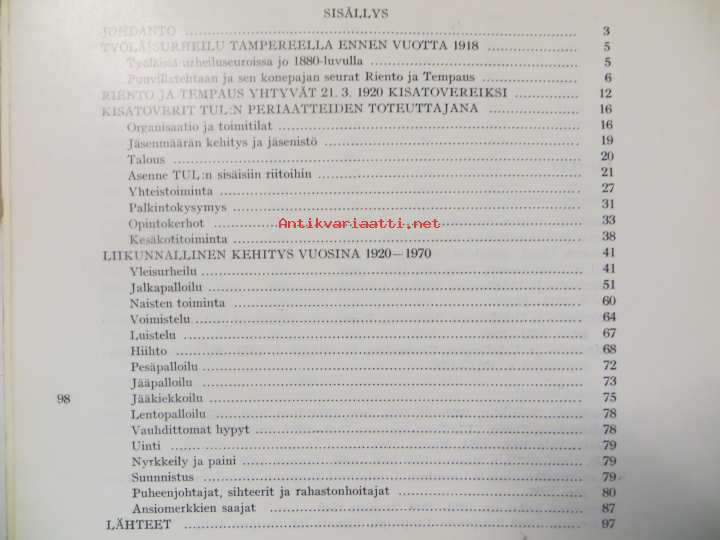 SISÄLLYS
JOHDANTO 3
TYÖLÄISURHEILU TAMPEREELLA ENNEN VUOTTA 1918 5
Työläisiä urheiluseuroissa jo 1880-luvulla 5
Puuvillatehtaan ja sen konepajan seurat Riento ja Tempaus 6
RIENTO JA TEMPAUS YHTYVÄT 21. 3. 1920 KISATOVEREIKSI 12
KISATOVERIT TUL:N PERIAATTEIDEN TOTEUTTAJANA 16
Organisaatio ja toimitilat 16
Jäsenmäärän kehitys ja jäsenistö 19
Talous 20
Asenne TUL:n sisäisiin riitoihin 21
Yhteistoiminta 27
Palkintokysymys 31
Antikvariaatti.net
Opintokerhot 33
Kesäkotitoiminta 38
LIIKUNNALLINEN KEHITYS VUOSINA 1920—1970 41
Yleisurheilu 41
Jalkapalloilu 51
Naisten toiminta 60
Voimistelu 64
Luistelu 67
Hiihto 68
Pesäpalloilu 72
Jääpalloilu 73
Jääkiekkoilu 75
98
Lentopalloilu 78
Vauhdittomat hypyt 78
Uinti 79
Nyrkkeily ja paini 79
Suunnistus 79
Puheenjohtajat, sihteerit ja rahastonhoitajat 80
Ansiomerkkien saajat 87
LÄHTEET 97